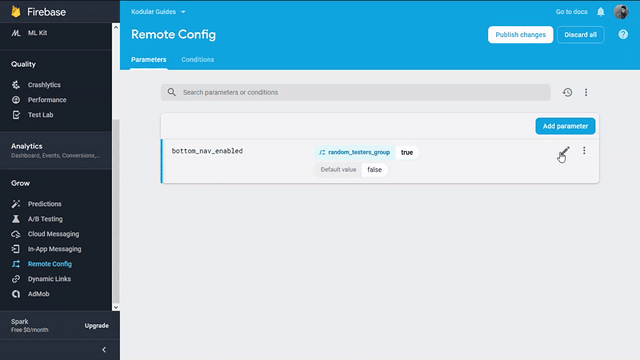 Firebase
Kodular Guides
Go to docs
ML Kit
Remote Config
Publish changes
Discard all
?
Quality
Parameters
Conditions
Crashlytics
Performance
Test Lab
Search parameters or conditions
Add parameter
Analytics
Dashboard, Events, Conversions,...
bottom_nav_enabled
random_testers_group
true
Default value
false
Grow
Predictions
A/B Testing
Cloud Messaging
In-App Messaging
Remote Config
Dynamic Links
AdMob
Spark
Free $0/month
Upgrade